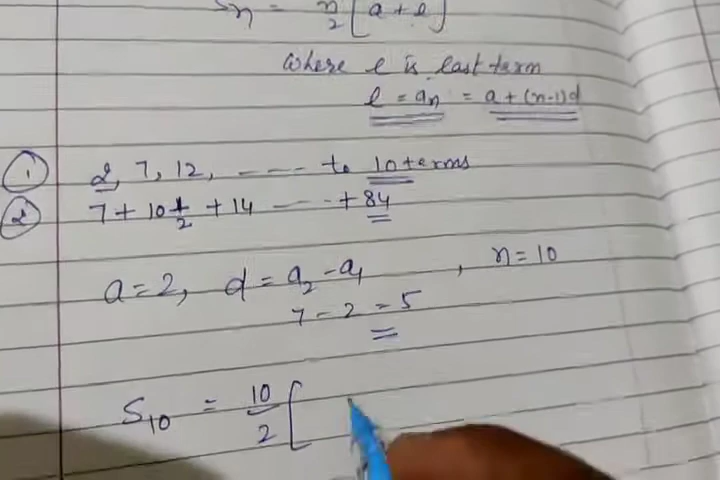 Sn = n/2 [a + l]
Where l is last term
l = an = a + (n-1)d
① 2, 7, 12, ---- to 10 terms
② 7 + 10 1/2 + 14 ---- + 84
a = 2, d = a2 - a1 , n = 10
7 - 2 = 5
S10 = 10/2 [